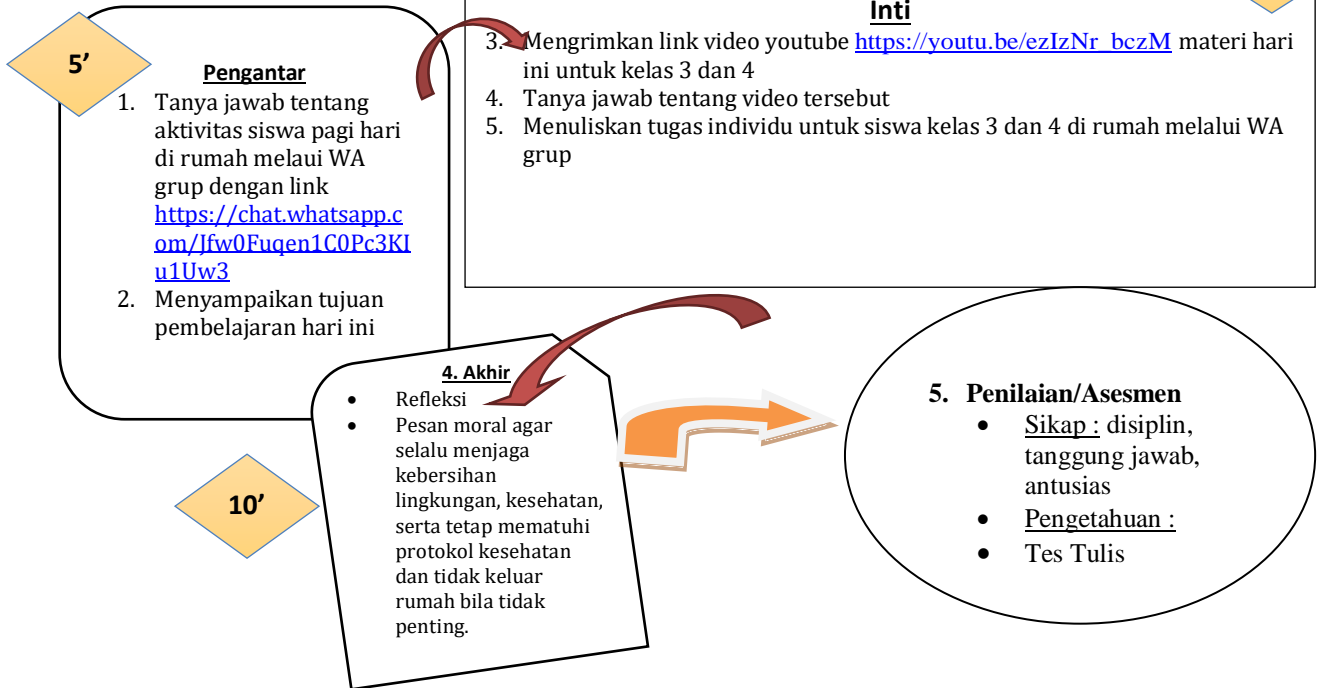 5’
Pengantar
1. Tanya jawab tentang
aktivitas siswa pagi hari
di rumah melaui WA
grup dengan link
https://chat.whatsapp.c
om/Jfw0Fuqen1C0Pc3KI
u1Uw3
2. Menyampaikan tujuan
pembelajaran hari ini
Inti
3. Mengrimkan link video youtube https://youtu.be/ezIzNr_bczM materi hari
ini untuk kelas 3 dan 4
4. Tanya jawab tentang video tersebut
5. Menuliskan tugas individu untuk siswa kelas 3 dan 4 di rumah melalui WA
grup
4. Akhir
• Refleksi
• Pesan moral agar
selalu menjaga
kebersihan
lingkungan, kesehatan,
serta tetap mematuhi
protokol kesehatan
dan tidak keluar
rumah bila tidak
penting.
10’
5. Penilaian/Asesmen
• Sikap : disiplin,
tanggung jawab,
antusias
• Pengetahuan :
• Tes Tulis